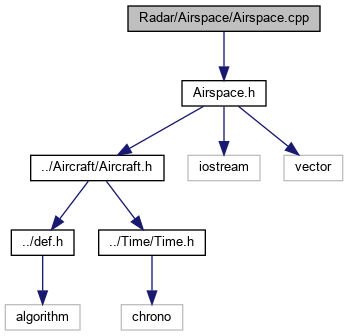 Radar/Airspace/Airspace.cpp
Airspace.h
../Aircraft/Aircraft.h
iostream
vector
../def.h
../Time/Time.h
algorithm
chrono